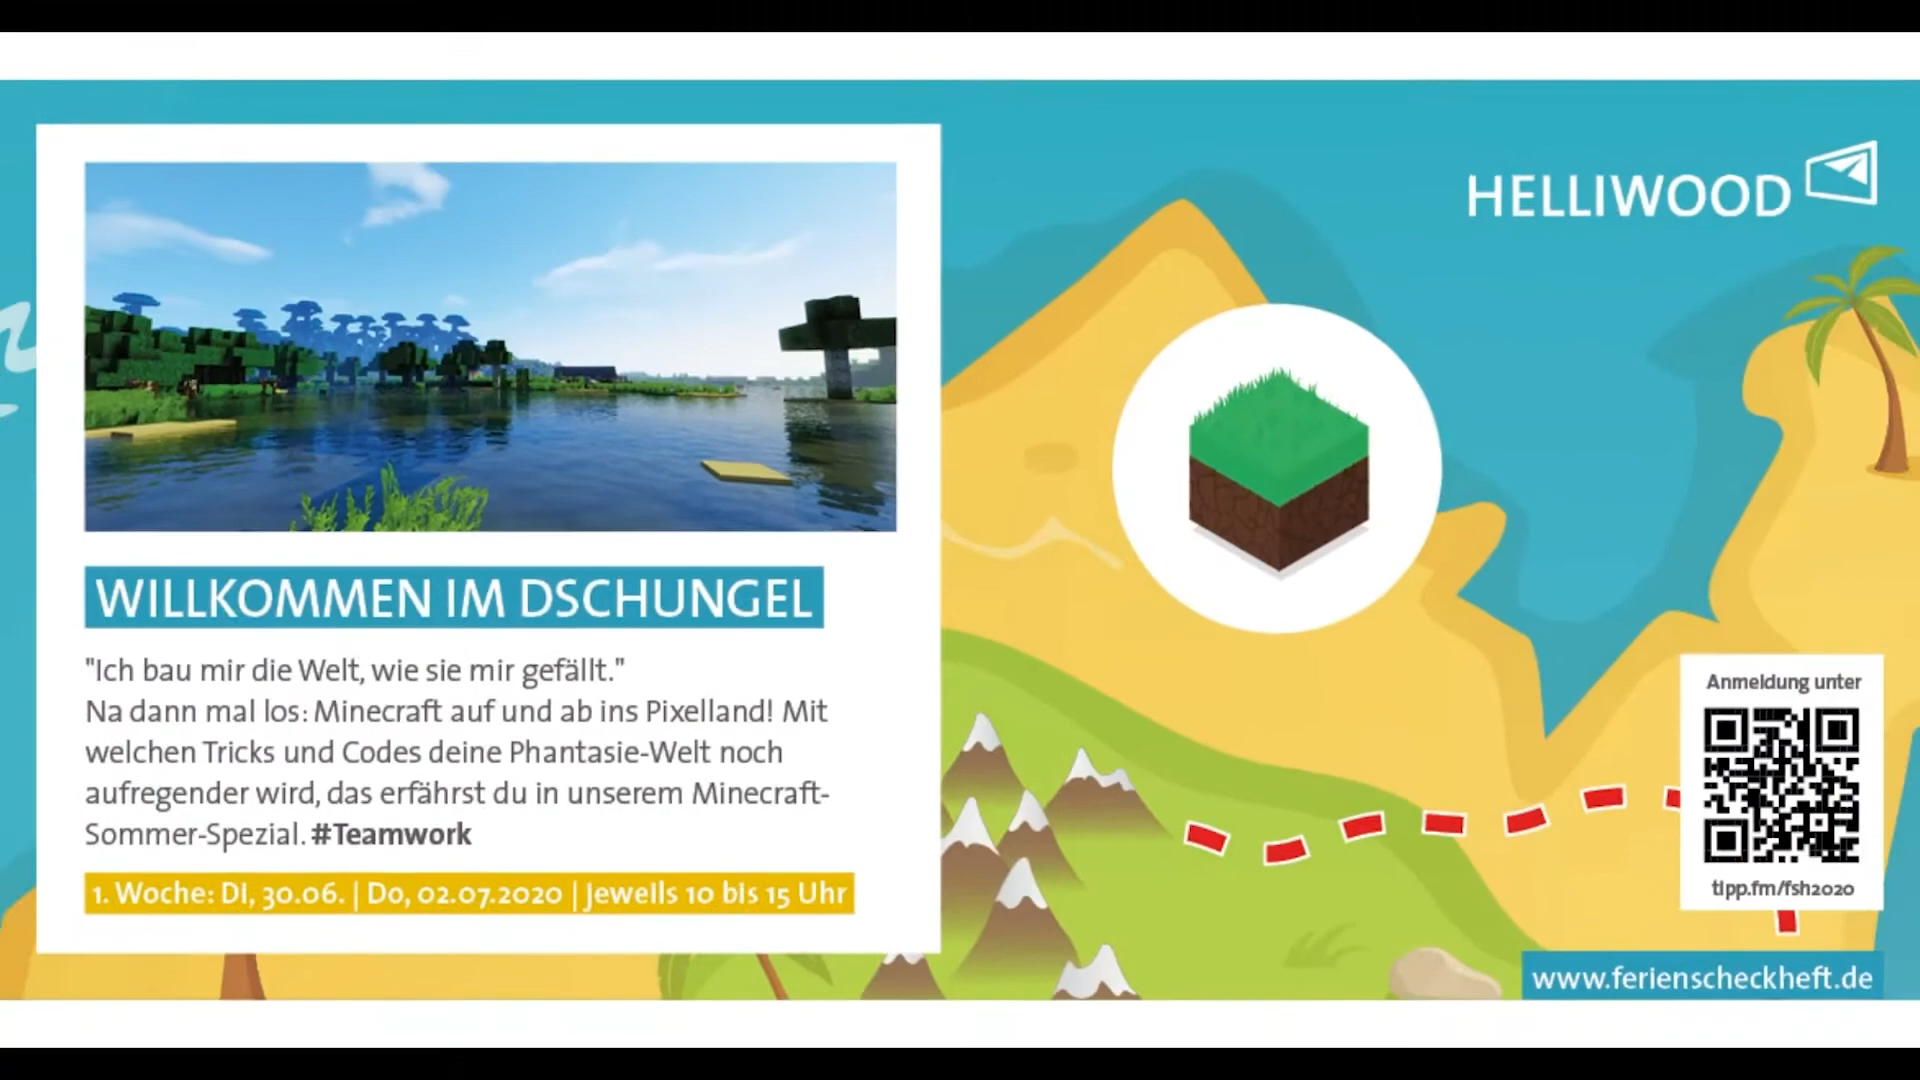 HELLIWOOD
WILLKOMMEN IM DSCHUNGEL
"Ich bau mir die Welt, wie sie mir gefällt."
Na dann mal los: Minecraft auf und ab ins Pixelland! Mit
welchen Tricks und Codes deine Phantasie-Welt noch
aufregender wird, das erfährst du in unserem Minecraft-
Sommer-Spezial. #Teamwork
1. Woche: Di, 30.06. | Do, 02.07.2020 | Jeweils 10 bis 15 Uhr
Anmeldung unter
tipp.fm/fsh2020
www.ferienscheckheft.de